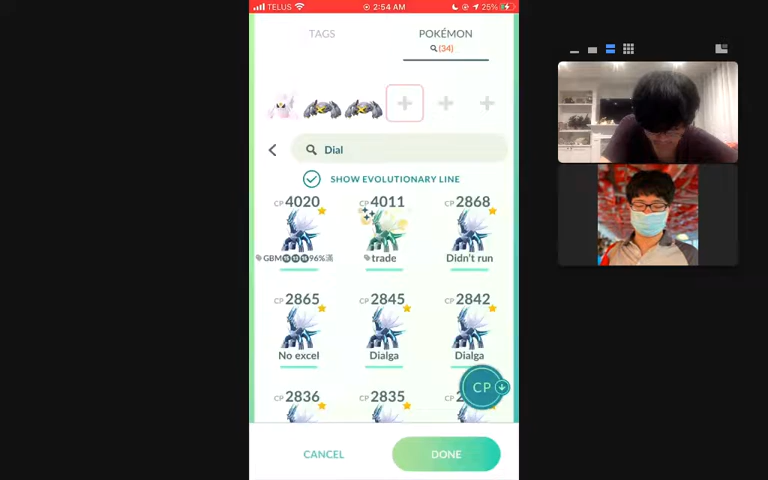 TELUS 2:54 AM 25%
TAGS POKÉMON
(34)
Dial
SHOW EVOLUTIONARY LINE
CP 4020 CP 4011 CP 2868
trade Didn't run
CP 2865 CP 2845 CP 2842
No excel Dialga Dialga
CP 2836 CP 2835 CP
CP
CANCEL DONE